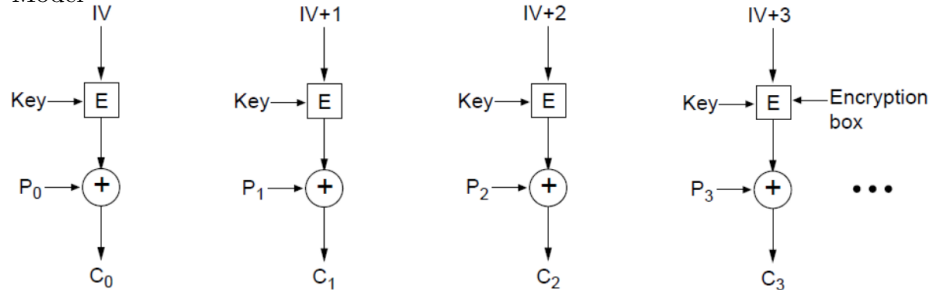 Model
IV IV+1 IV+2 IV+3
Key E Key E Key E Key E Encryption
box
P0 + P1 + P2 + P3 +
C0 C1 C2 C3